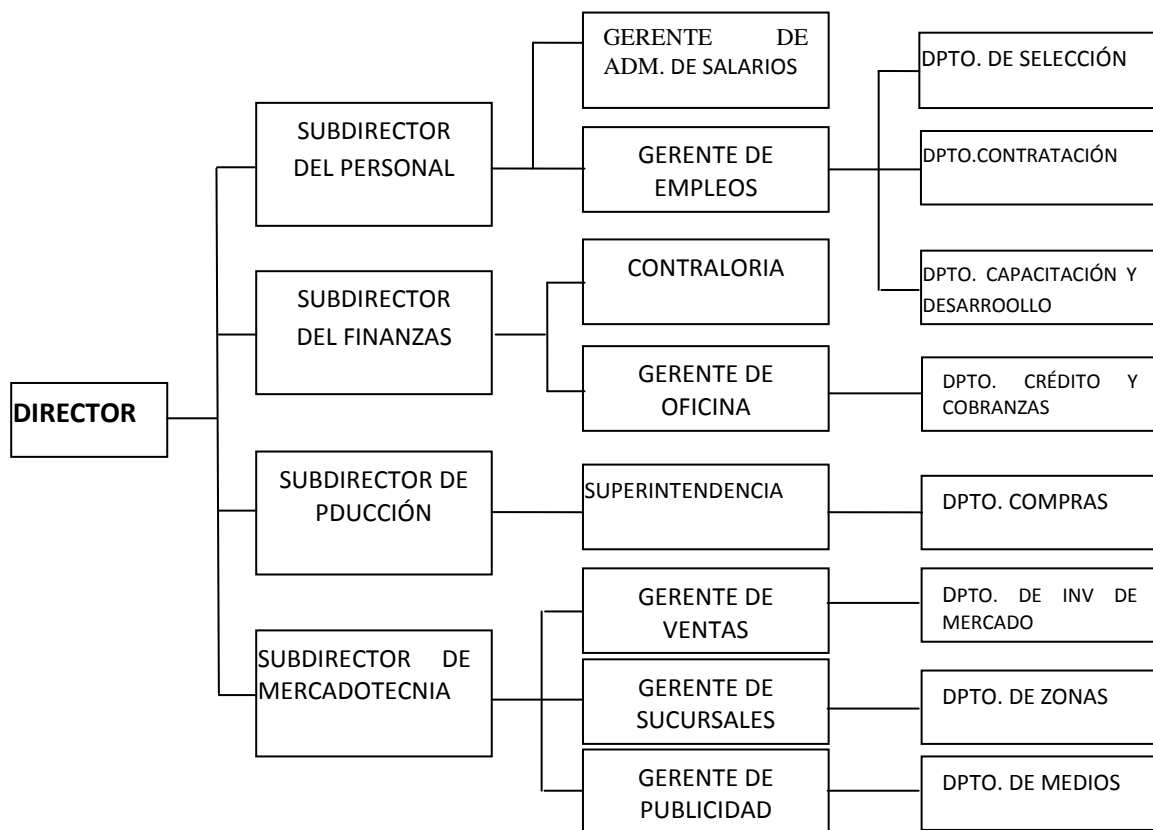 GERENTE DE
ADM. DE SALARIOS
DPTO. DE SELECCIÓN
SUBDIRECTOR
DEL PERSONAL
GERENTE DE
EMPLEOS
DPTO.CONTRATACIÓN
CONTRALORIA
DPTO. CAPACITACIÓN Y
DESARROOLLO
SUBDIRECTOR
DEL FINANZAS
GERENTE DE
OFICINA
DPTO. CRÉDITO Y
COBRANZAS
DIRECTOR
SUBDIRECTOR DE
PDUCCIÓN
SUPERINTENDENCIA
DPTO. COMPRAS
GERENTE DE
VENTAS
DPTO. DE INV DE
MERCADO
SUBDIRECTOR DE
MERCADOTECNIA
GERENTE DE
SUCURSALES
DPTO. DE ZONAS
GERENTE DE
PUBLICIDAD
DPTO. DE MEDIOS